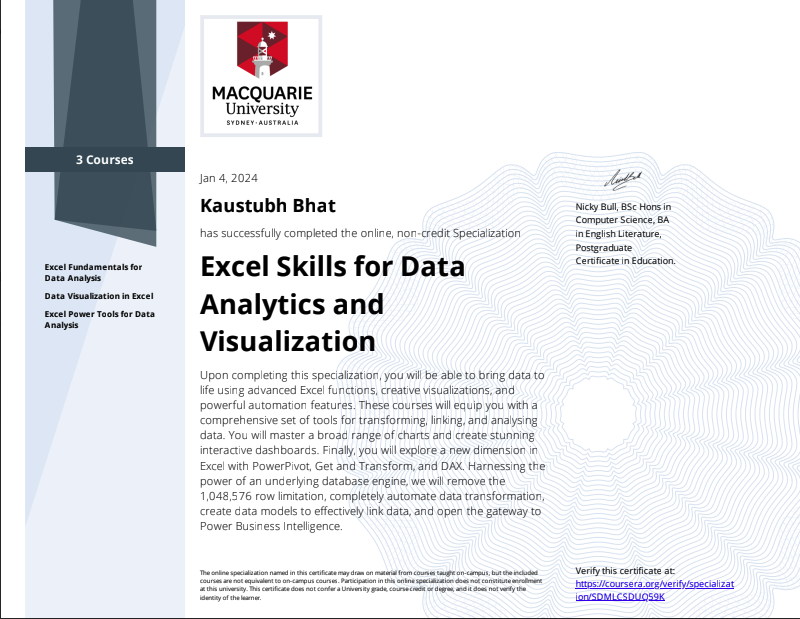 MACQUARIE
University
SYDNEY·AUSTRALIA
3 Courses
Excel Fundamentals for
Data Analysis
Data Visualization in Excel
Excel Power Tools for Data
Analysis
Jan 4, 2024
Kaustubh Bhat
has successfully completed the online, non-credit Specialization
Excel Skills for Data
Analytics and
Visualization
Upon completing this specialization, you will be able to bring data to
life using advanced Excel functions, creative visualizations, and
powerful automation features. These courses will equip you with a
comprehensive set of tools for transforming, linking, and analysing
data. You will master a broad range of charts and create stunning
interactive dashboards. Finally, you will explore a new dimension in
Excel with PowerPivot, Get and Transform, and DAX. Harnessing the
power of an underlying database engine, we will remove the
1,048,576 row limitation, completely automate data transformation,
create data models to effectively link data, and open the gateway to
Power Business Intelligence.
Nicky Bull, BSc Hons in
Computer Science, BA
in English Literature,
Postgraduate
Certificate in Education.
The online specialization named in this certificate may draw on material from courses taught on-campus, but the included
courses are not equivalent to on-campus courses. Participation in this online specialization does not constitute enrollment
at this university. This certificate does not confer a University grade, course credit or degree, and it does not verify the
identity of the learner.
Verify this certificate at:
https://coursera.org/verify/specializat
ion/SDMLCSDUQ59K